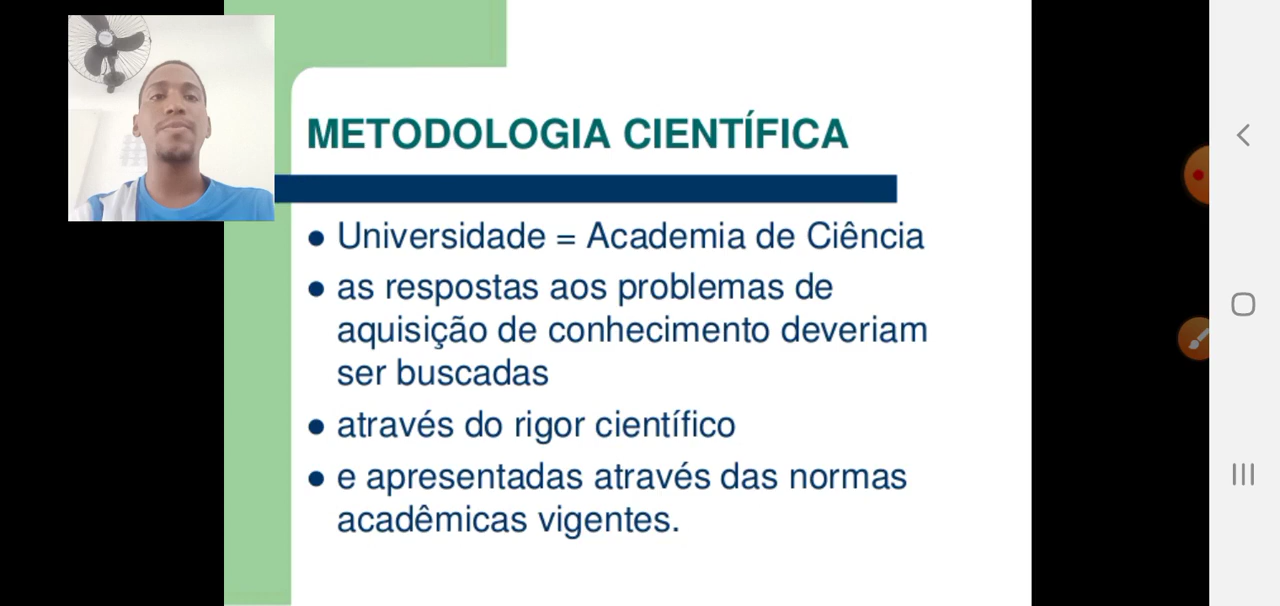 METODOLOGIA CIENTÍFICA
● Universidade = Academia de Ciência
● as respostas aos problemas de
aquisição de conhecimento deveriam
ser buscadas
● através do rigor científico
● e apresentadas através das normas
acadêmicas vigentes.